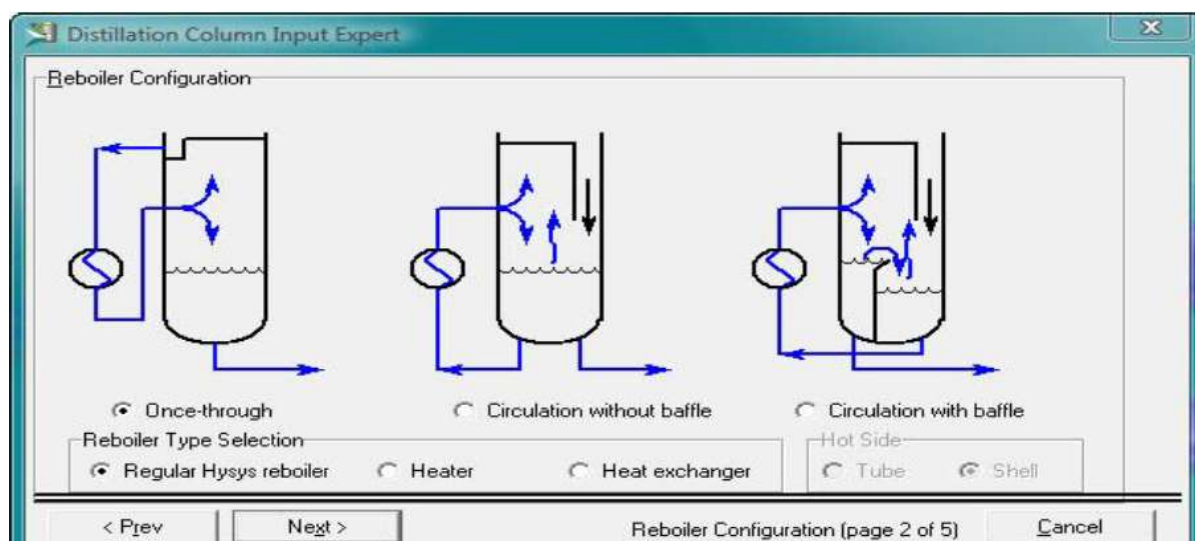 Distillation Column Input Expert
Reboiler Configuration
Once-through Circulation without baffle Circulation with baffle
Reboiler Type Selection Hot Side
Regular Hysys reboiler Heater Heat exchanger Tube Shell
< Prev Next > Reboiler Configuration (page 2 of 5) Cancel